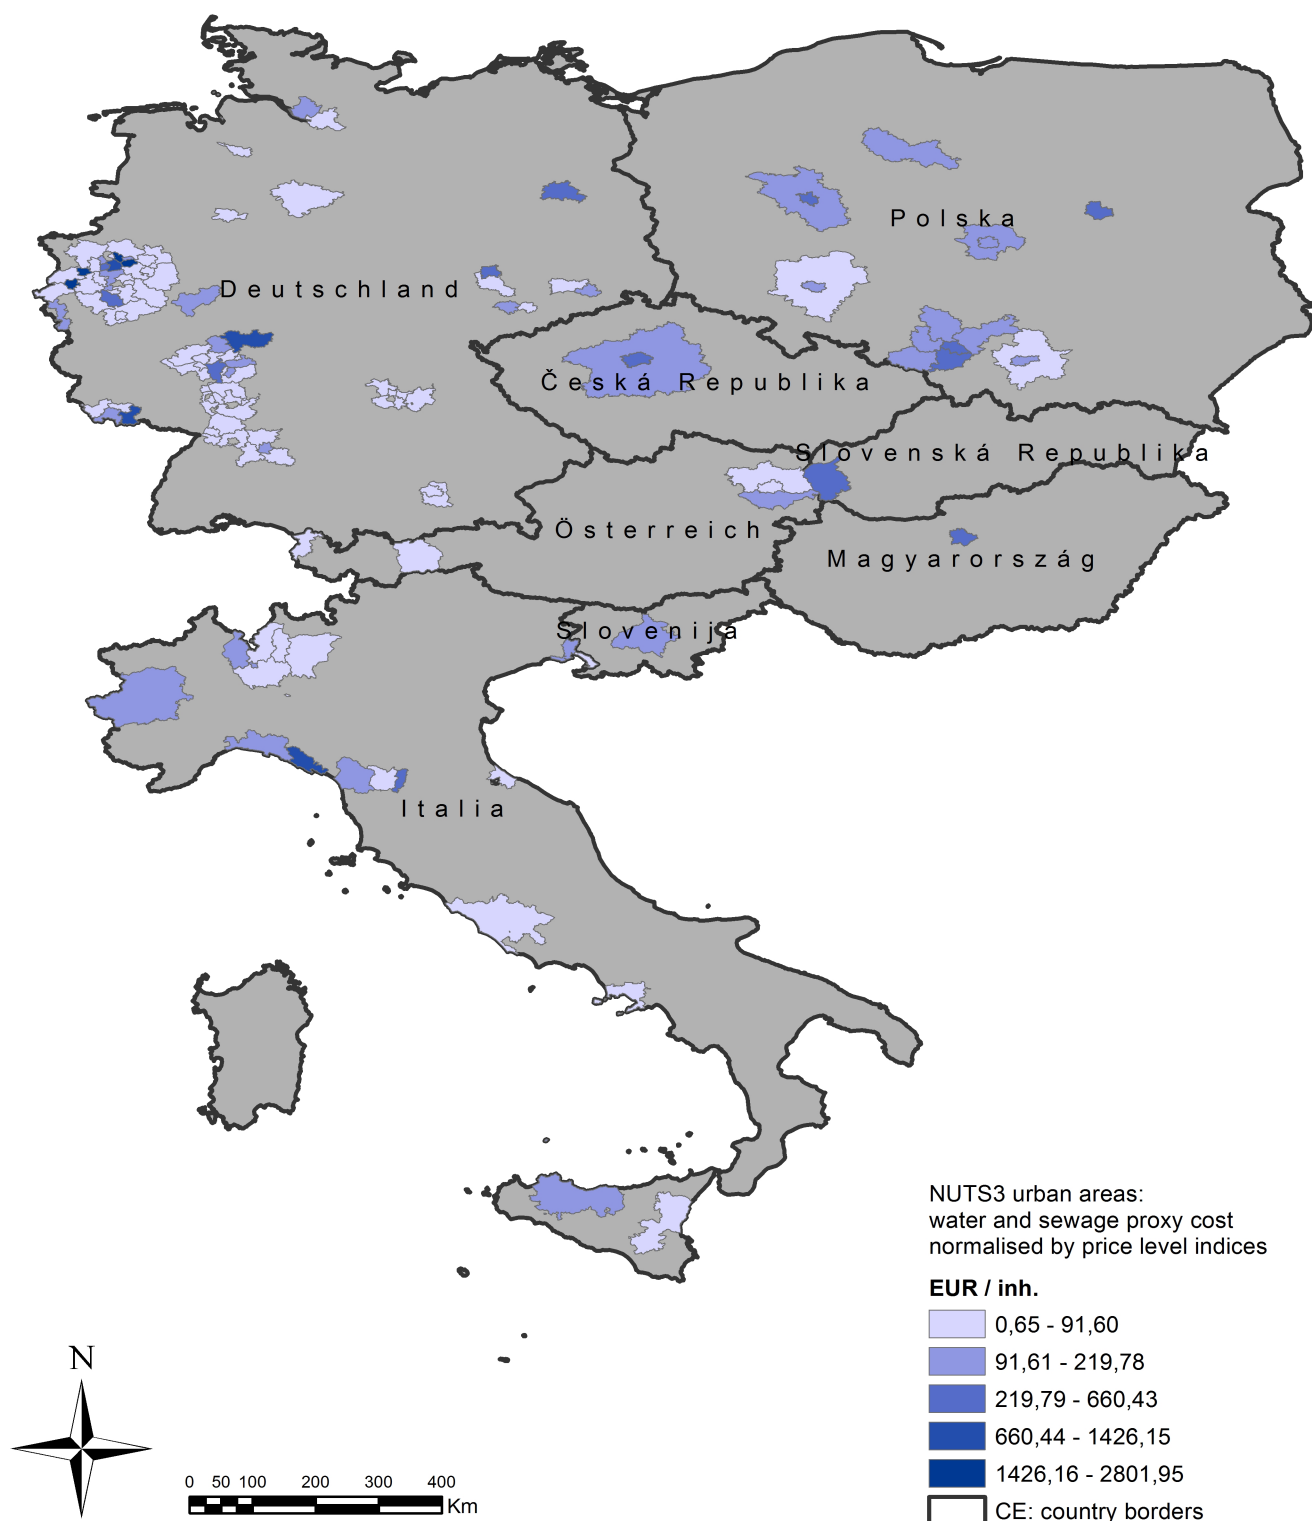 Polska
Deutschland
Česká Republika
Slovenská Republika
Österreich
Magyarország
Slovenija
Italia
NUTS3 urban areas:
water and sewage proxy cost
normalised by price level indices
EUR / inh.
0,65 - 91,60
91,61 - 219,78
219,79 - 660,43
660,44 - 1426,15
1426,16 - 2801,95
CE: country borders
N
0 50 100 200 300 400
Km